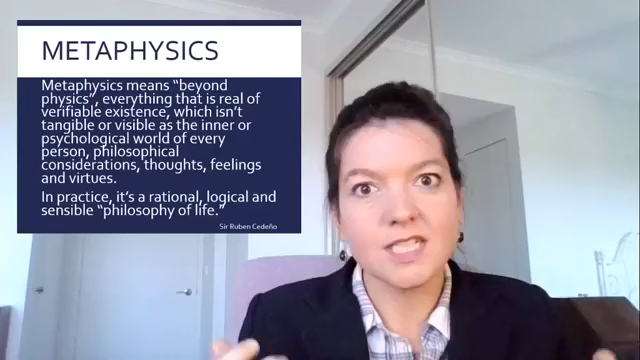 METAPHYSICS
Metaphysics means “beyond
physics”, everything that is real of
verifiable existence, which isn’t
tangible or visible as the inner or
psychological world of every
person, philosophical
considerations, thoughts, feelings
and virtues.
In practice, it’s a rational, logical and
sensible “philosophy of life.”
Sir Ruben Cedeño